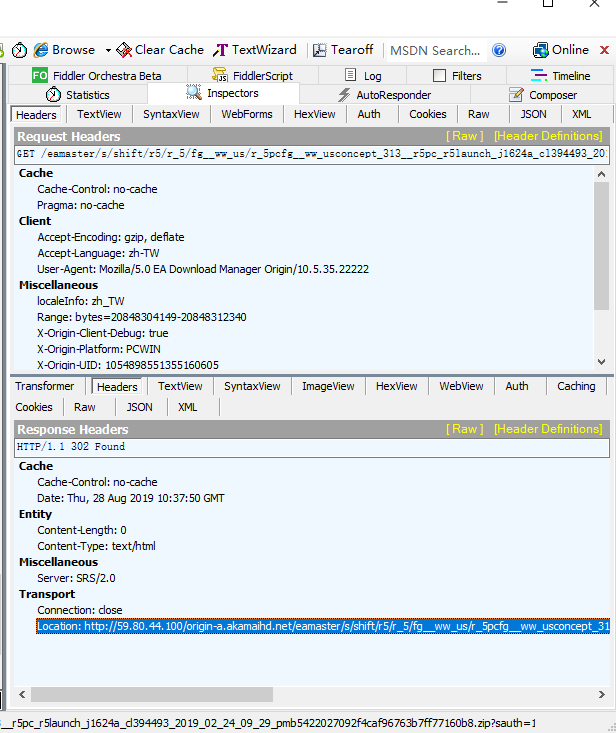 Browse Clear Cache TextWizard Tearoff MSDN Search... Online
FO Fiddler Orchestra Beta FiddlerScript Log Filters Timeline
Statistics Inspectors AutoResponder Composer
Headers TextView SyntaxView WebForms HexView Auth Cookies Raw JSON XML
Request Headers [ Raw ] [Header Definitions]
GET /eamaster/s/shift/r5/r_5/fg__ww_us/r_5pcfg__ww_usconcept_313__r5pc_r5launch_j1624a_cl394493_201
Cache
Cache-Control: no-cache
Pragma: no-cache
Client
Accept-Encoding: gzip, deflate
Accept-Language: zh-TW
User-Agent: Mozilla/5.0 EA Download Manager Origin/10.5.35.22222
Miscellaneous
localeInfo: zh_TW
Range: bytes=20848304149-20848312340
X-Origin-Client-Debug: true
X-Origin-Platform: PCWIN
X-Origin-UID: 1054898551355160605
Transformer Headers TextView SyntaxView ImageView HexView WebView Auth Caching
Cookies Raw JSON XML
Response Headers [ Raw ] [Header Definitions]
HTTP/1.1 302 Found
Cache
Cache-Control: no-cache
Date: Thu, 28 Aug 2019 10:37:50 GMT
Entity
Content-Length: 0
Content-Type: text/html
Miscellaneous
Server: SRS/2.0
Transport
Connection: close
Location: http://59.80.44.100/origin-a.akamaihd.net/eamaster/s/shift/r5/r_5/fg__ww_us/r_5pcfg__ww_usconcept_31
__r5pc_r5launch_j1624a_cl394493_2019_02_24_09_29_pmb5422027092f4caf96763b7ff77160b8.zip?sauth=1